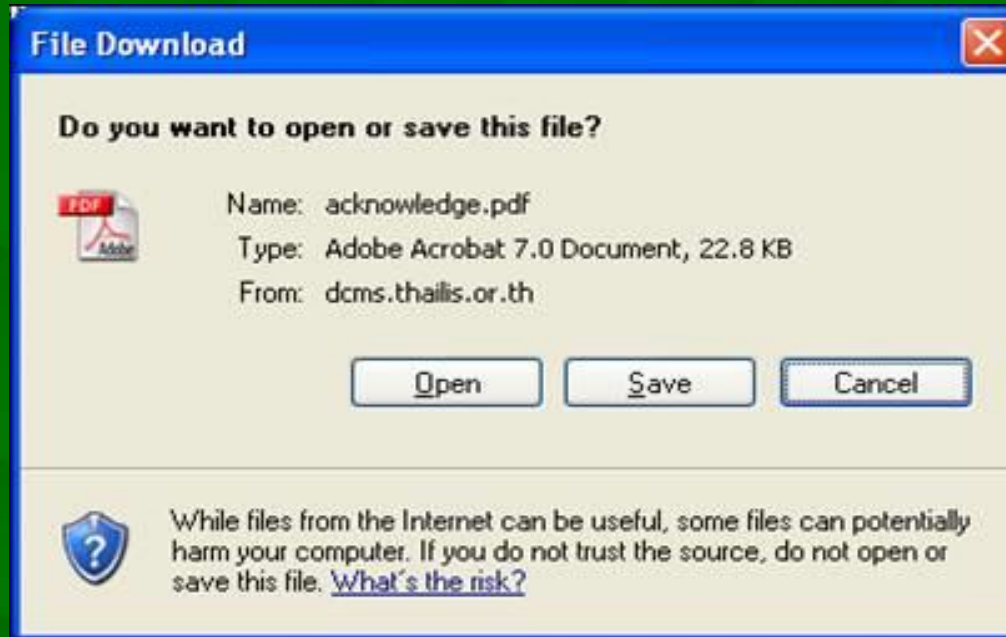 File Download
Do you want to open or save this file?
PDF
Adobe
Name: acknowledge.pdf
Type: Adobe Acrobat 7.0 Document, 22.8 KB
From: dcms.thailis.or.th
Open Save Cancel
?
While files from the Internet can be useful, some files can potentially
harm your computer. If you do not trust the source, do not open or
save this file. What's the risk?